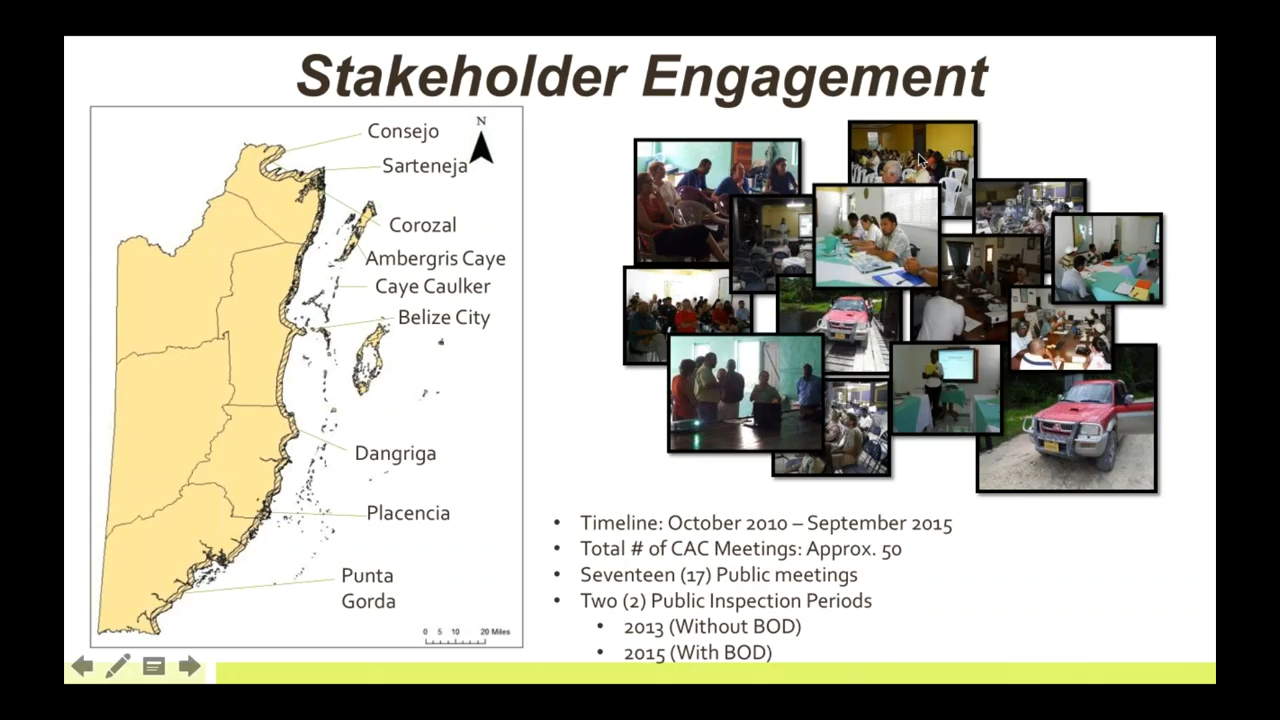 Stakeholder Engagement
N
Consejo
Sarteneja
Corozal
Ambergris Caye
Caye Caulker
Belize City
Dangriga
Placencia
Punta
Gorda
0 5 10 20 Miles
• Timeline: October 2010 – September 2015
• Total # of CAC Meetings: Approx. 50
• Seventeen (17) Public meetings
• Two (2) Public Inspection Periods
• 2013 (Without BOD)
• 2015 (With BOD)